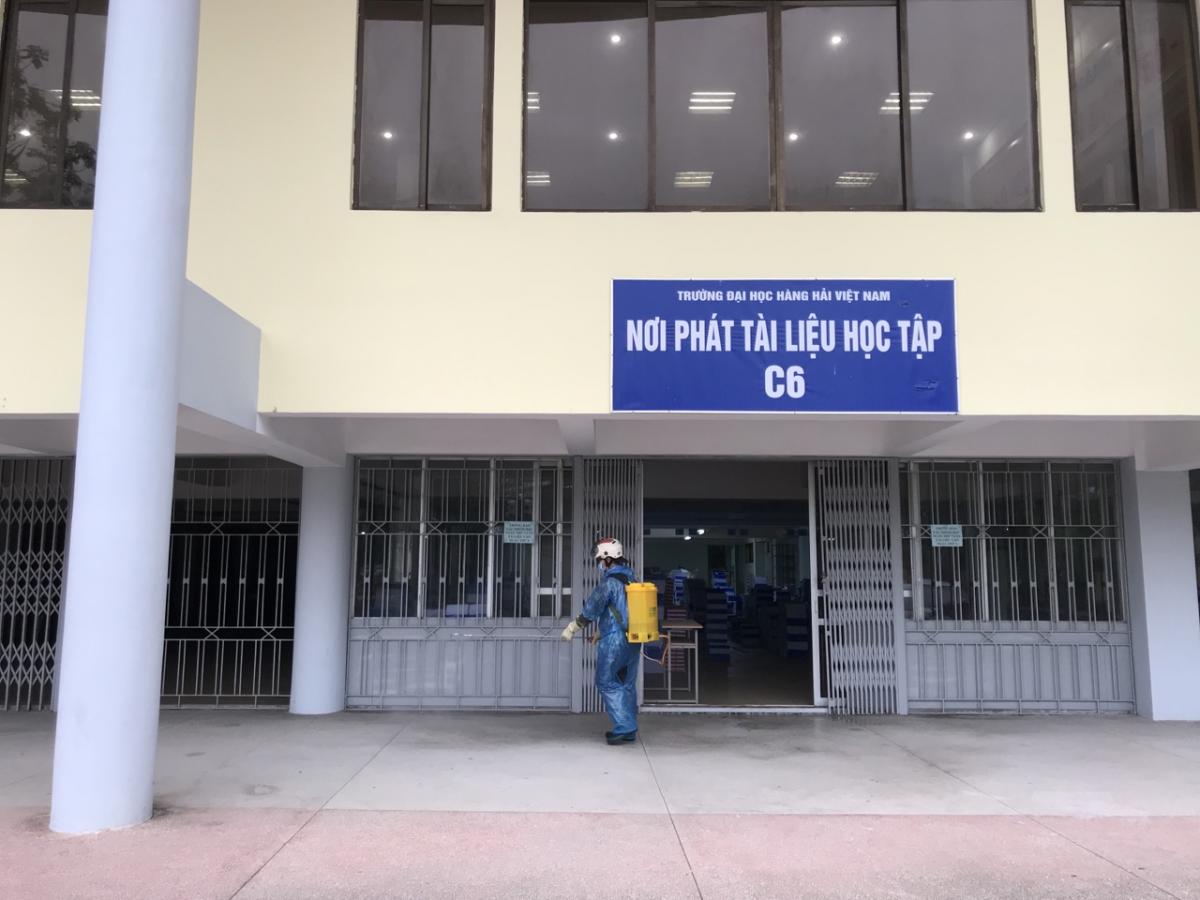 TRƯỜNG ĐẠI HỌC HÀNG HẢI VIỆT NAM
NƠI PHÁT TÀI LIỆU HỌC TẬP
C6